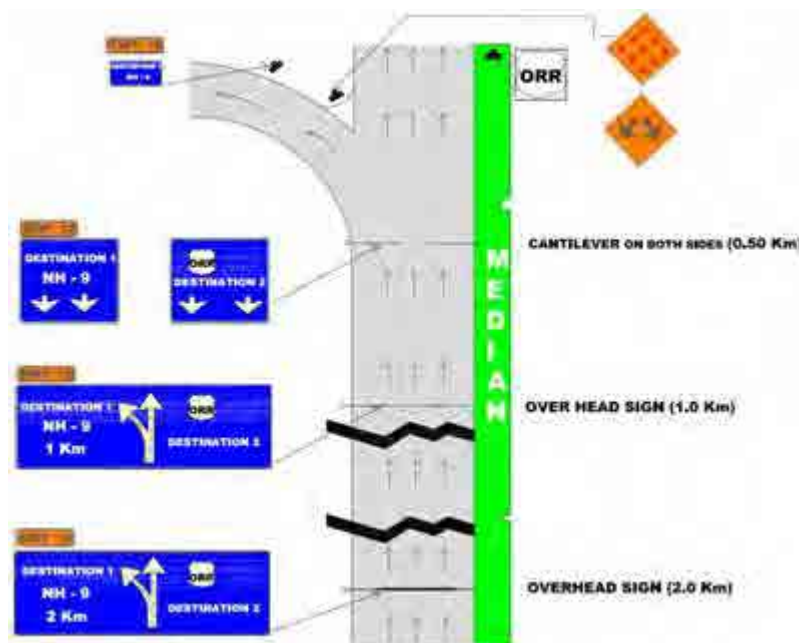 ORR
DESTINATION 1
NH - 9
ORR
DESTINATION 2
CANTILEVER ON BOTH SIDES (0.50 Km)
MEDIAN
DESTINATION 1
NH - 9
1 Km
ORR
DESTINATION 2
OVER HEAD SIGN (1.0 Km)
DESTINATION 1
NH - 9
2 Km
ORR
DESTINATION 2
OVERHEAD SIGN (2.0 Km)